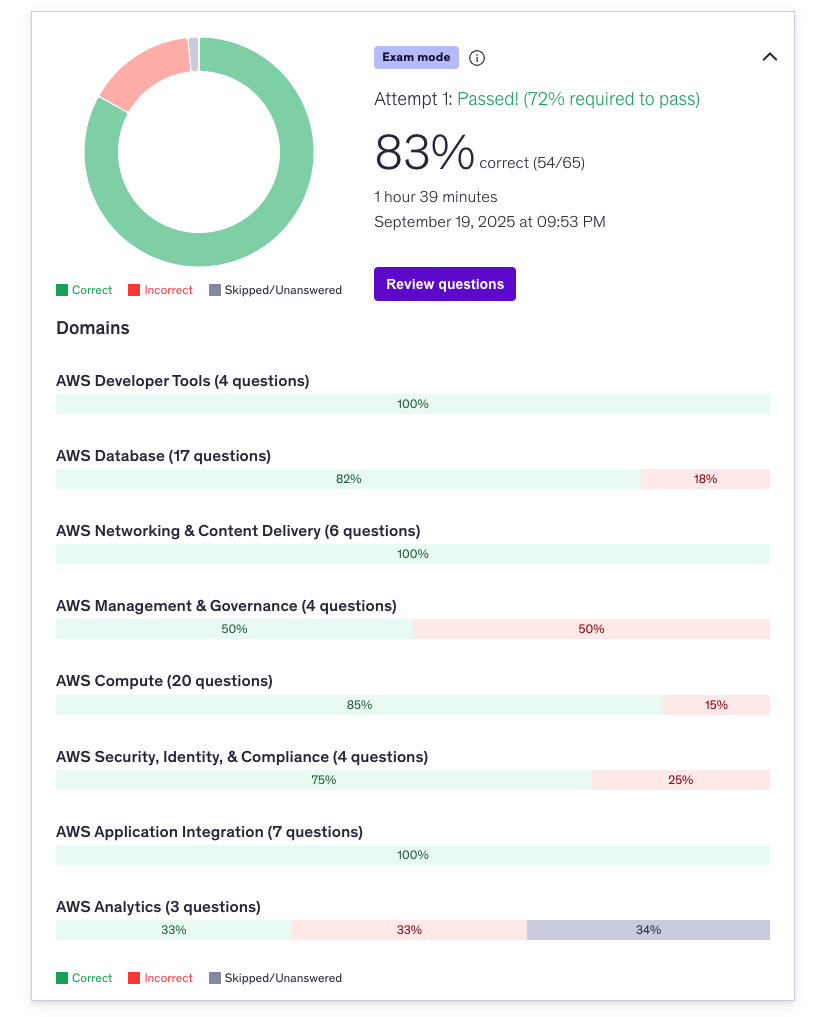 Exam mode
Attempt 1: Passed! (72% required to pass)
83% correct (54/65)
1 hour 39 minutes
September 19, 2025 at 09:53 PM
Review questions
Correct Incorrect Skipped/Unanswered
Domains
AWS Developer Tools (4 questions)
100%
AWS Database (17 questions)
82% 18%
AWS Networking & Content Delivery (6 questions)
100%
AWS Management & Governance (4 questions)
50% 50%
AWS Compute (20 questions)
85% 15%
AWS Security, Identity, & Compliance (4 questions)
75% 25%
AWS Application Integration (7 questions)
100%
AWS Analytics (3 questions)
33% 33% 34%
Correct Incorrect Skipped/Unanswered